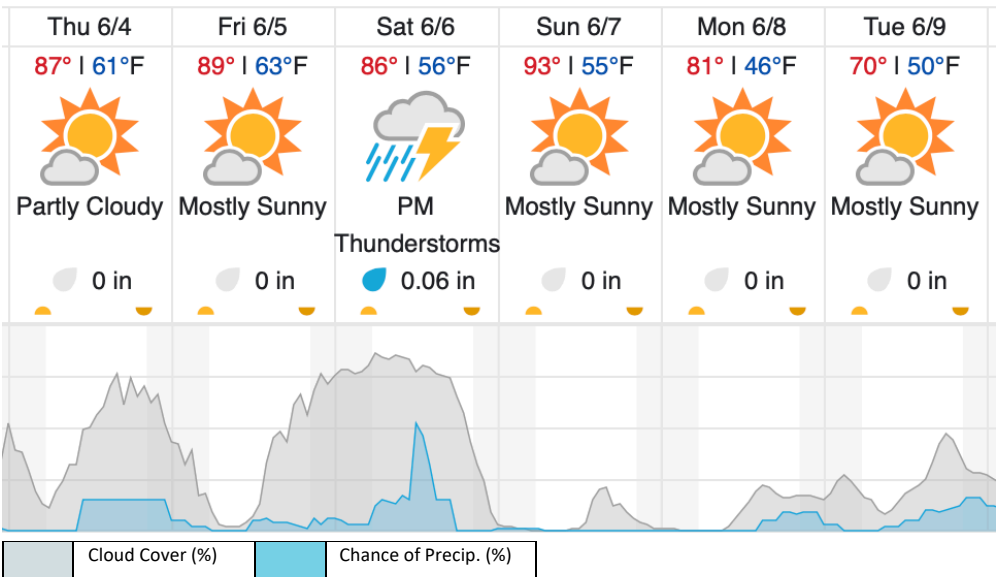 Thu 6/4 Fri 6/5 Sat 6/6 Sun 6/7 Mon 6/8 Tue 6/9
87° | 61°F 89° | 63°F 86° | 56°F 93° | 55°F 81° | 46°F 70° | 50°F
Partly Cloudy Mostly Sunny PM Mostly Sunny Mostly Sunny Mostly Sunny
Thunderstorms
0 in 0 in 0.06 in 0 in 0 in 0 in
Cloud Cover (%) Chance of Precip. (%)